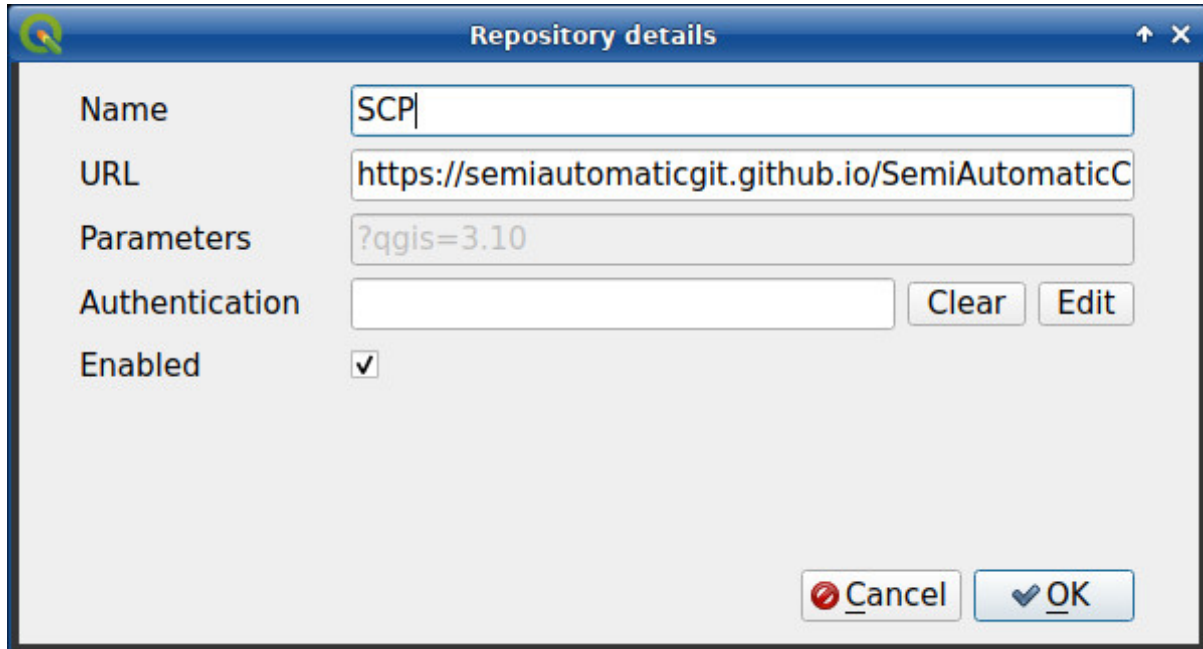 Repository details
Name SCP
URL https://semiautomaticgit.github.io/SemiAutomaticC
Parameters ?qgis=3.10
Authentication Clear Edit
Enabled
Cancel OK